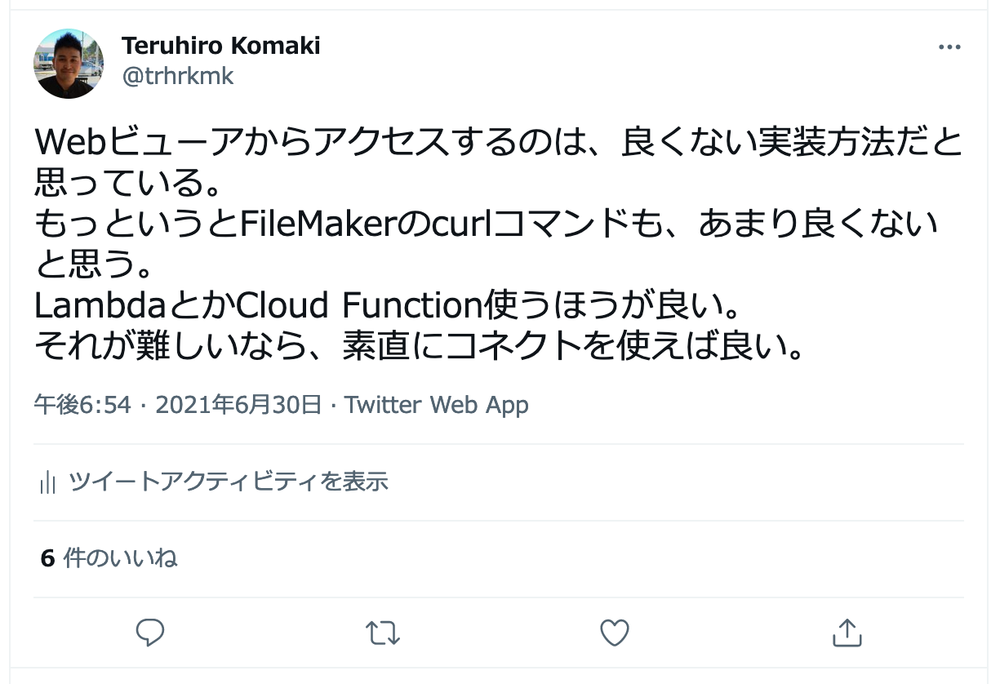 Teruhiro Komaki
@trhrkmk
Webビューアからアクセスするのは、良くない実装方法だと
思っている。
もっというとFileMakerのcurlコマンドも、あまり良くない
と思う。
LambdaとかCloud Function使うほうが良い。
それが難しいなら、素直にコネクトを使えば良い。
午後6:54 · 2021年6月30日 · Twitter Web App
ツイートアクティビティを表示
6 件のいいね